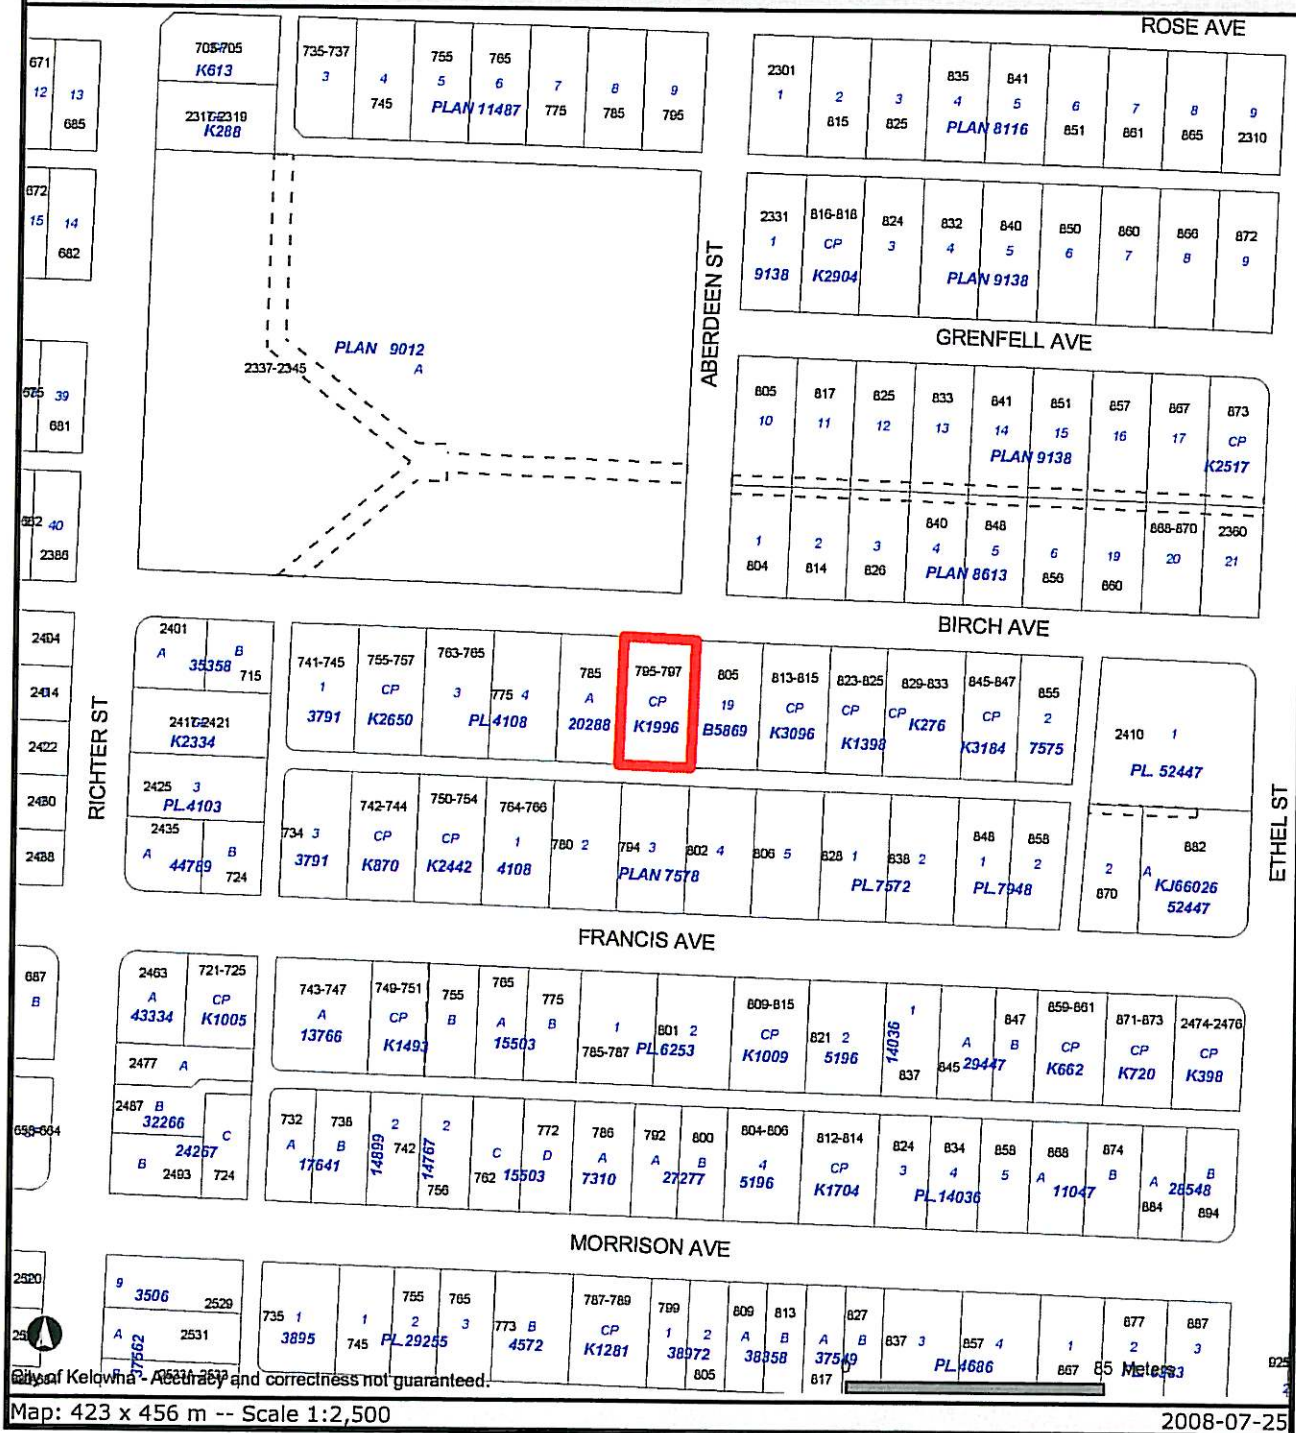 ROSE AVE
671
12 13
685
705-705
K613
2317-2319
K288
735-737
3
4
745
755
5
765
6
PLAN 11487
7
775
8
785
9
795
2301
1
2
815
3
825
835
4
841
5
PLAN 8116
6
851
7
861
8
865
9
2310
672
15 14
682
2331
1
9138
816-818
CP
K2904
824
3
832
4
840
5
PLAN 9138
850
6
860
7
866
8
872
9
ABERDEEN ST
GRENFELL AVE
PLAN 9012
A
2337-2345
675 39
681
805
10
817
11
825
12
833
13
841
14
851
15
PLAN 9138
857
16
867
17
873
CP
K2517
40
2386
1
804
2
814
3
826
840
4
848
5
PLAN 8613
6
856
19
860
868-870
20
2360
21
BIRCH AVE
2404
2414
2422
2430
2438
RICHTER ST
2401
A
35358
B
715
2417-2421
K2334
2425 3
PL.4103
2435
A
44789
B
724
741-745
1
3791
755-757
CP
K2650
763-765
3
775 4
PL.4108
785
A
20288
795-797
CP
K1996
805
19
B5869
813-815
CP
K3096
823-825
CP
K1398
829-833
CP
K276
845-847
CP
K3184
855
2
7575
2410 1
PL. 52447
ETHEL ST
734 3
3791
742-744
CP
K870
750-754
CP
K2442
764-766
1
4108
780 2
794 3
PLAN 7578
802 4
806 5
828 1
838 2
PL.7572
848
1
858
2
PL.7948
2
870
882
A
KJ66026
52447
FRANCIS AVE
687
B
2463
A
43334
721-725
CP
K1005
743-747
A
13766
749-751
CP
K1493
755
B
765
A
15503
775
B
1
785-787
801 2
PL.6253
809-815
CP
K1009
821 2
5196
14036
1
837
A
845
29447
847
B
859-861
CP
K662
871-873
CP
K720
2474-2476
CP
K398
2477 A
2487 B
32266
24267
B
2493
C
724
732
A
738
B
17641
14899
2
742
14767
2
756
C
762
15503
772
D
786
A
7310
792
A
800
B
27277
804-806
4
5196
812-814
CP
K1704
824
3
834
4
PL.14036
858
5
868
A
11047
874
B
A
884
28548
B
894
MORRISON AVE
2520
9
3506
2529
A
37562
2531
735 1
3895
1
745
755
2
PL.29255
765
3
773 B
4572
787-789
CP
K1281
799
1
38972
2
805
809
A
813
B
38358
A
817
37549
827
B
837 3
857 4
PL.4686
1
867
877
2
887
3
925
0 85 Meters
City of Kelowna - Accuracy and correctness not guaranteed.
Map: 423 x 456 m -- Scale 1:2,500
2008-07-25